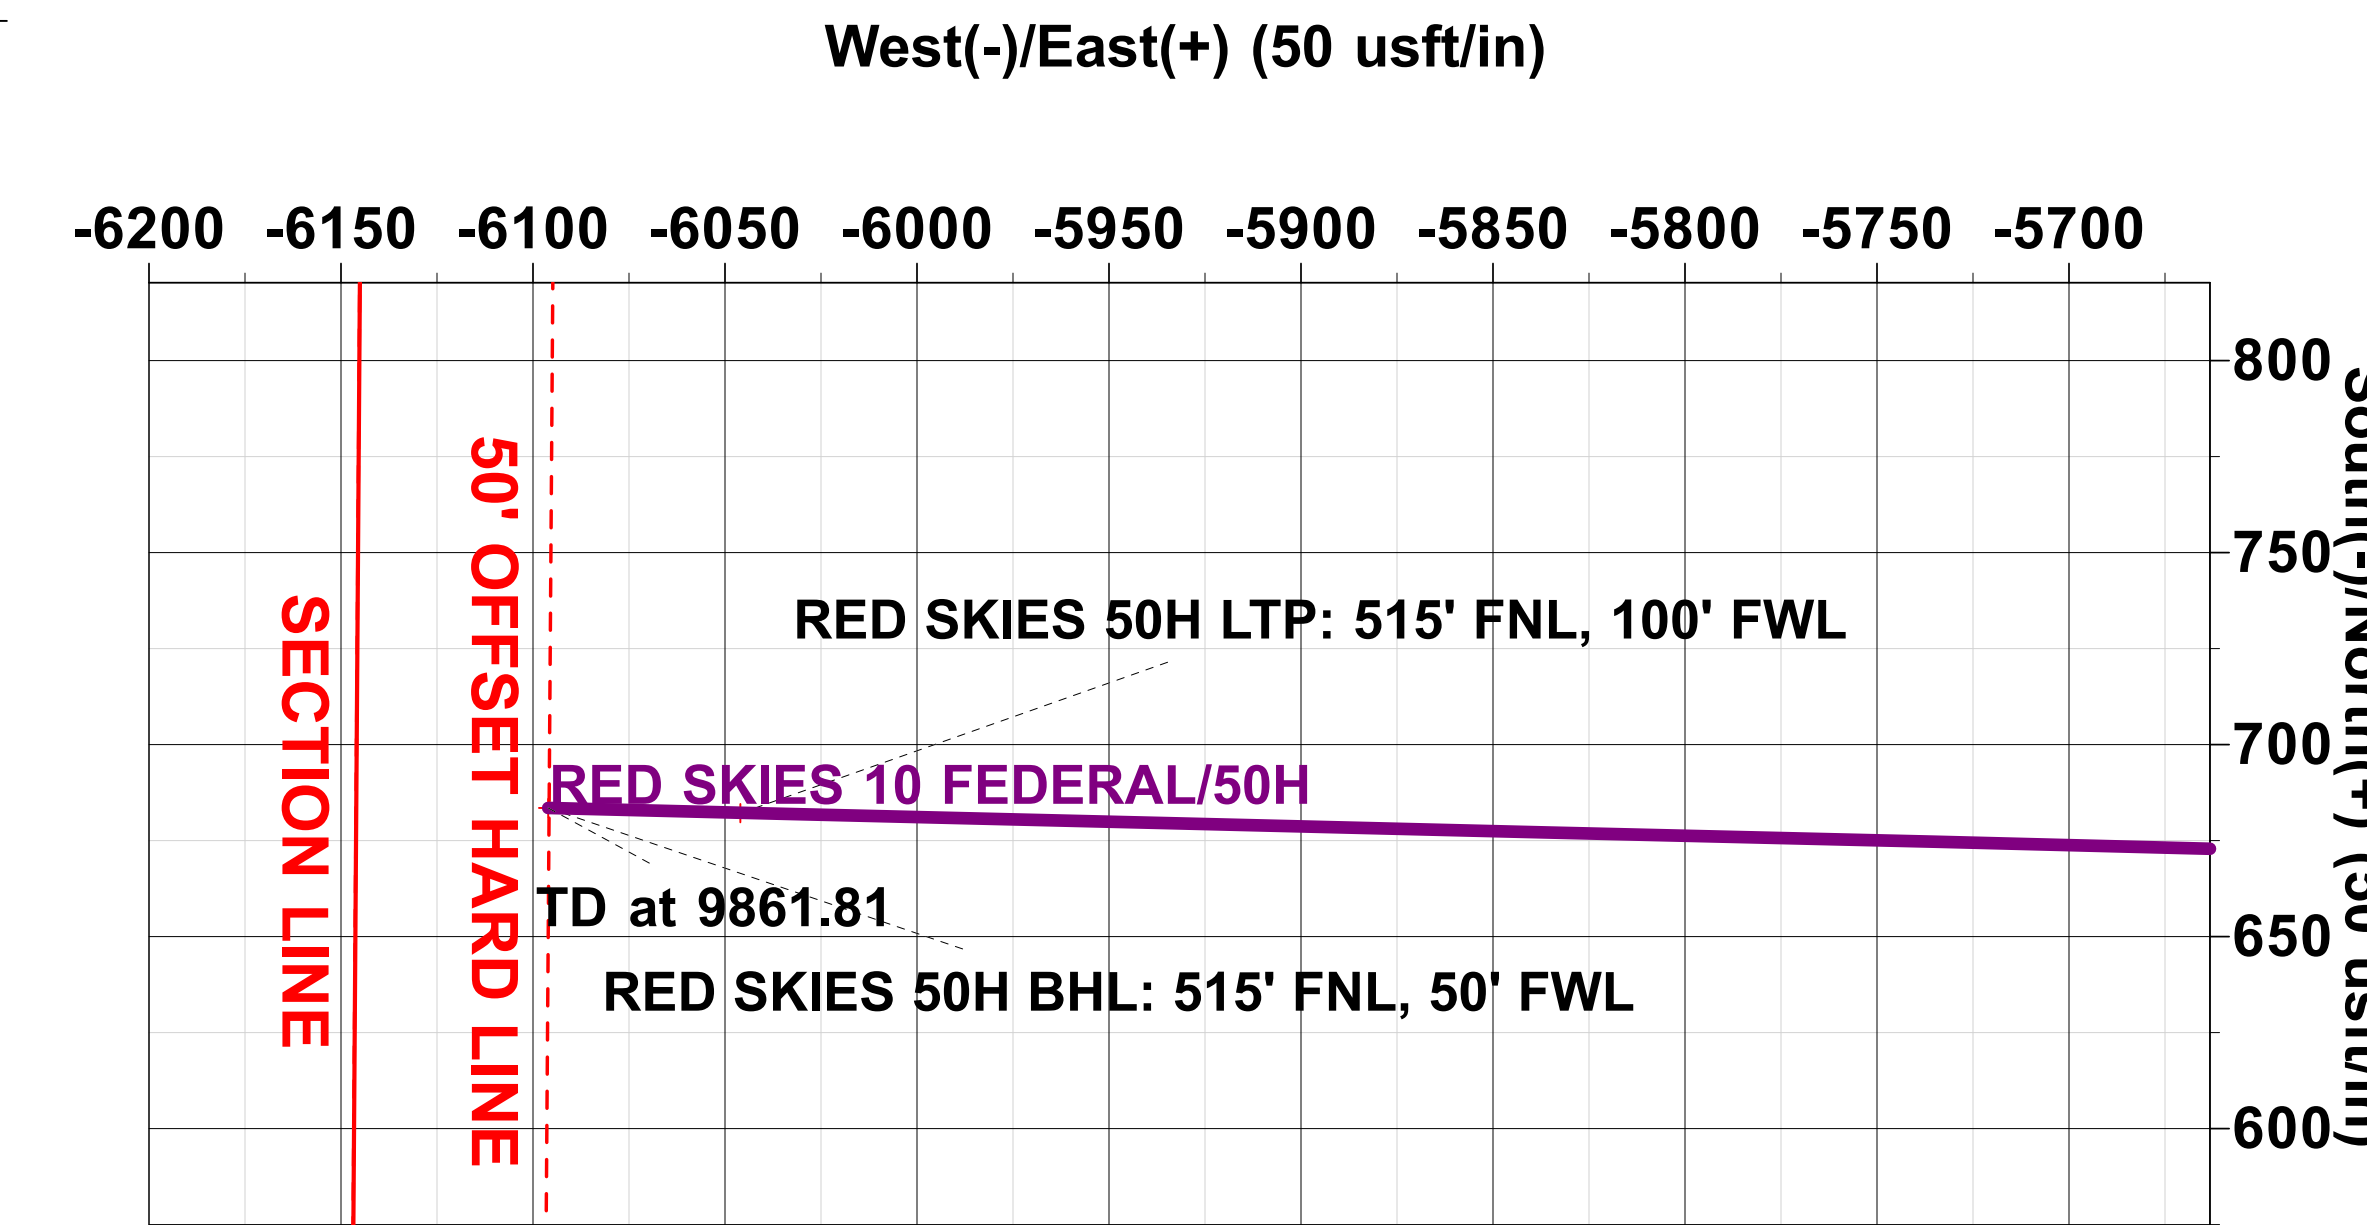 West(-)/East(+) (50 usft/in)
-6200 -6150 -6100 -6050 -6000 -5950 -5900 -5850 -5800 -5750 -5700
800
750
700
650
600
South(-)/North(+) (50 usft/in)
SECTION LINE
50' OFFSET HARD LINE
RED SKIES 50H LTP: 515' FNL, 100' FWL
RED SKIES 10 FEDERAL/50H
TD at 9861.81
RED SKIES 50H BHL: 515' FNL, 50' FWL